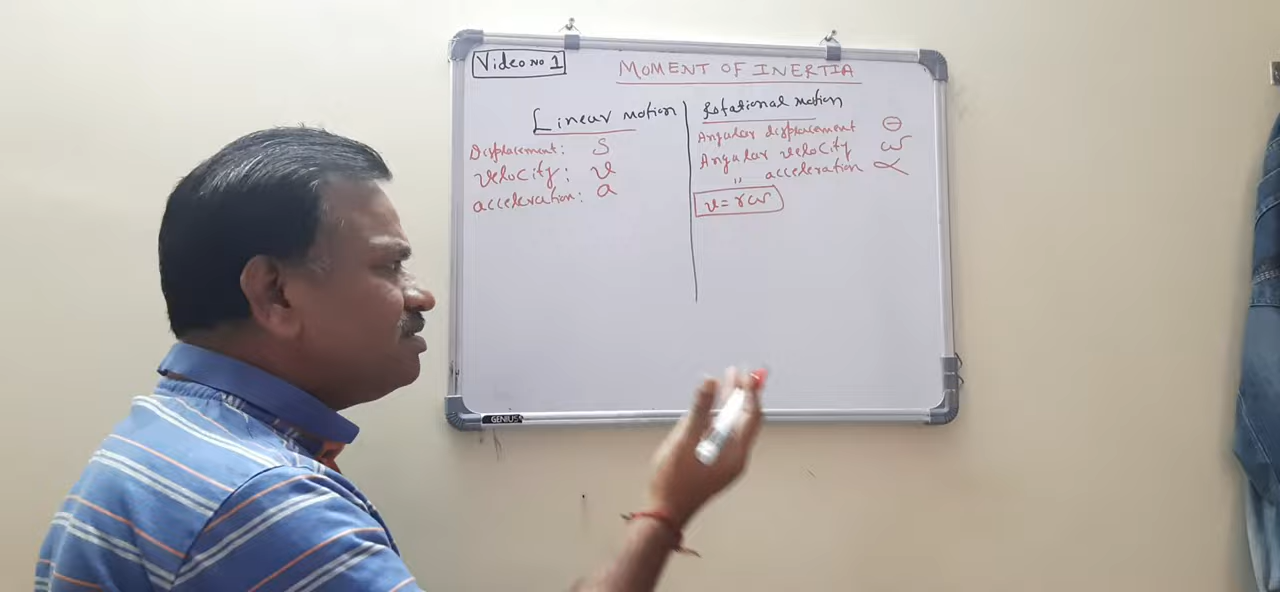 Video No 1
MOMENT OF INERTIA
Linear motion
Displacement: S
Velocity: v
acceleration: a
Rotational motion
Angular displacement θ
Angular velocity ω
" acceleration α
v = rω
GENIUS